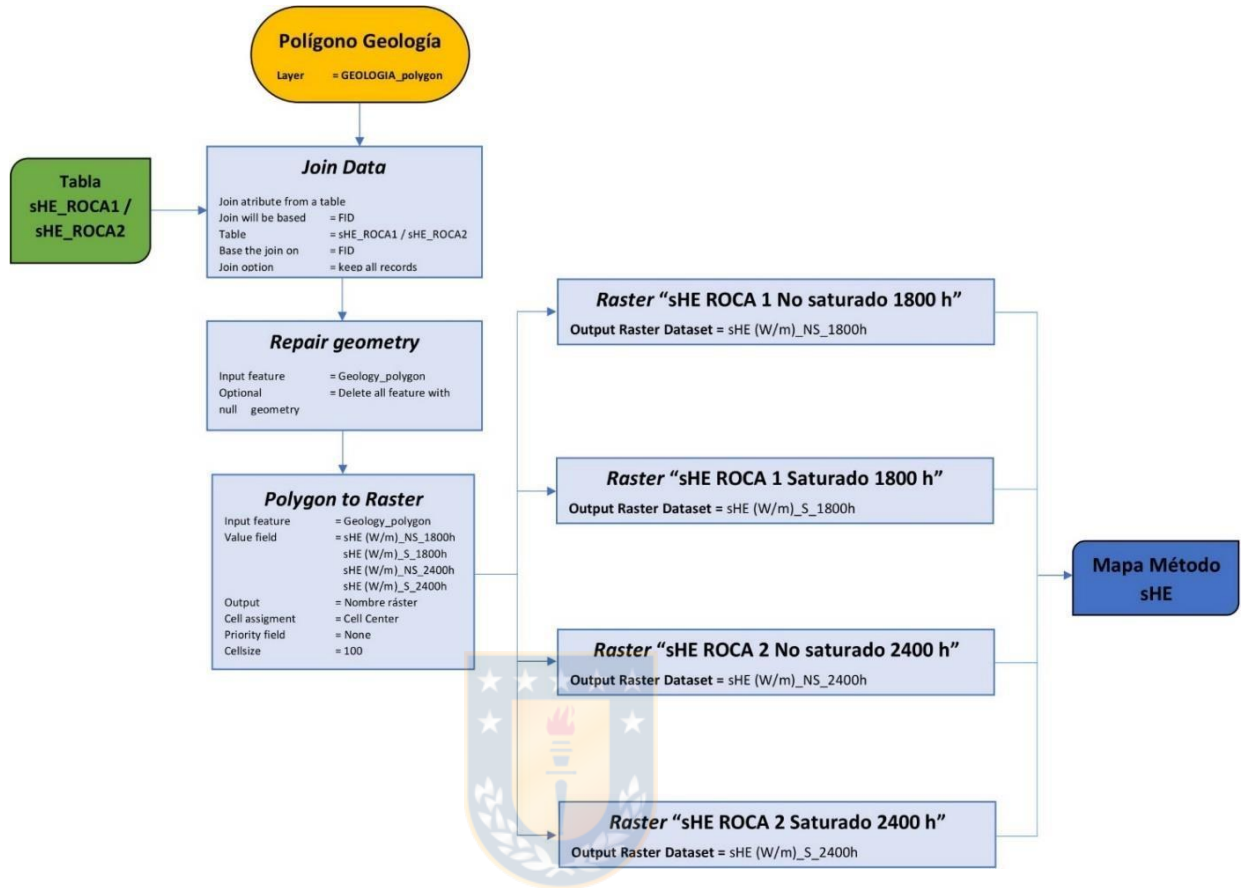 Polígono Geología
Layer = GEOLOGIA_polygon
Tabla
sHE_ROCA1 /
sHE_ROCA2
Join Data
Join atribute from a table
Join will be based = FID
Table = sHE_ROCA1 / sHE_ROCA2
Base the join on = FID
Join option = keep all records
Repair geometry
Input feature = Geology_polygon
Optional = Delete all feature with
null geometry
Polygon to Raster
Input feature = Geology_polygon
Value field = sHE (W/m)_NS_1800h
sHE (W/m)_S_1800h
sHE (W/m)_NS_2400h
sHE (W/m)_S_2400h
Output = Nombre ráster
Cell assigment = Cell Center
Priority field = None
Cellsize = 100
Raster “sHE ROCA 1 No saturado 1800 h”
Output Raster Dataset = sHE (W/m)_NS_1800h
Raster “sHE ROCA 1 Saturado 1800 h”
Output Raster Dataset = sHE (W/m)_S_1800h
Raster “sHE ROCA 2 No saturado 2400 h”
Output Raster Dataset = sHE (W/m)_NS_2400h
Raster “sHE ROCA 2 Saturado 2400 h”
Output Raster Dataset = sHE (W/m)_S_2400h
Mapa Método
sHE